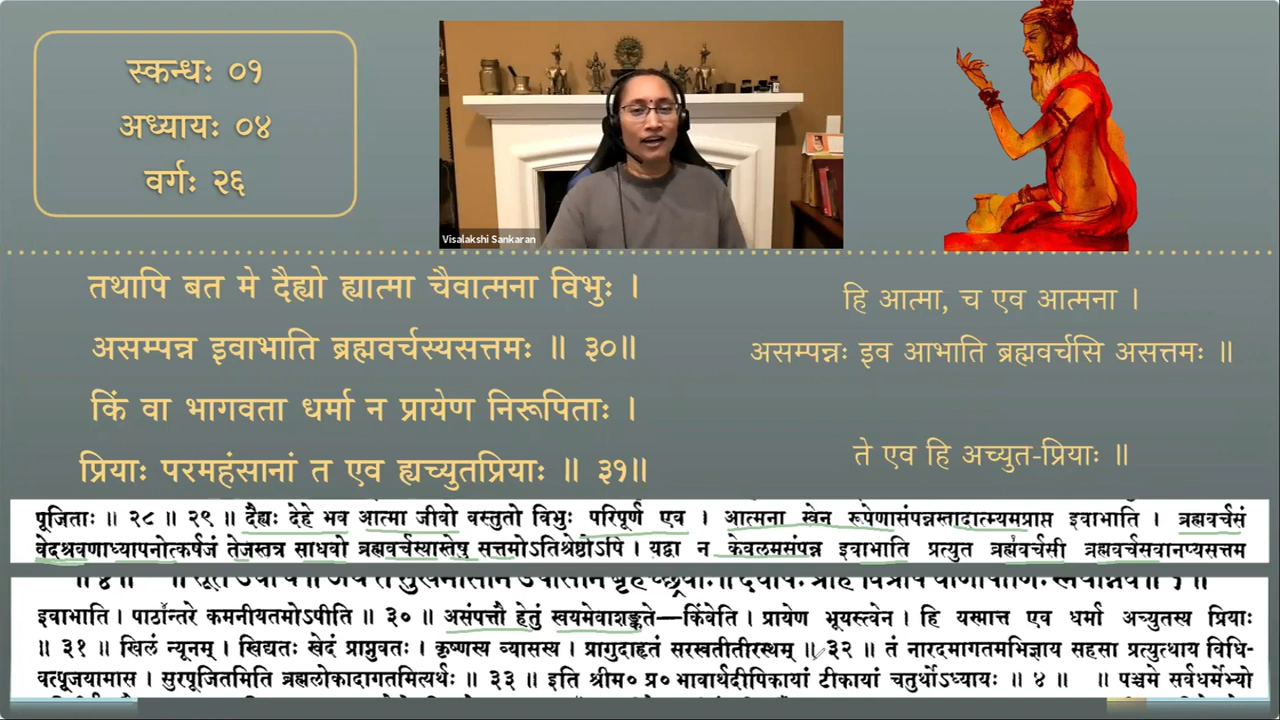 स्कन्धः ०१
अध्यायः ०४
वर्गः २६
Visalakshi Sankaran
तथापि बत मे दैह्यो ह्यात्मा चैवात्मना विभुः ।
असम्पन्न इवाभाति ब्रह्मवर्चस्यसत्तमः ॥ ३०॥
किं वा भागवता धर्मा न प्रायेण निरूपिताः ।
प्रियाः परमहंसानां त एव ह्यच्युतप्रियाः ॥ ३१॥
हि आत्मा, च एव आत्मना ।
असम्पन्नः इव आभाति ब्रह्मवर्चसि असत्तमः ॥
ते एव हि अच्युत-प्रियाः ॥
पूजिताः ॥ २८ ॥ २९ ॥ दैह्यः देहे भव आत्मा जीवो वस्तुतो विभुः परिपूर्ण एव । आत्मना स्वेन रूपेणासंपन्नस्तादात्म्यमप्राप्त इवाभाति । ब्रह्मवर्चसं
वेदश्रवणाध्यापनोत्कर्षजं तेजस्तत्र साधवो ब्रह्मवर्चस्यास्तेषु सत्तमोऽतिश्रेष्ठोऽपि । यद्वा न केवलमसंपन्न इवाभाति प्रत्युत ब्रह्मवर्चसी ब्रह्मवर्चसवानप्यसत्तम
इवाभाति । पाठान्तरे कमनीयतमोऽपीति ॥ ३० ॥ असंपत्तौ हेतुं स्वयमेवाशङ्कते—किंवेति । प्रायेण भूयस्त्वेन । हि यस्मात्त एव धर्मा अच्युतस्य प्रियाः
॥ ३१ ॥ खिलं न्यूनम् । खिद्यतः खेदं प्राप्नुवतः । कृष्णस्य व्यासस्य । प्रागुदाहृतं सरस्वतीतीरस्थम् ॥ ३२ ॥ तं नारदमागतमभिज्ञाय सहसा प्रत्युत्थाय विधि-
वत्पूजयामास । सुरपूजितमिति ब्रह्मलोकादागतमित्यर्थः ॥ ३३ ॥ इति श्रीम० प्र० भावार्थदीपिकायां टीकायां चतुर्थोऽध्यायः ॥ ४ ॥ ॥ पञ्चमे सर्वधर्मेभ्यो